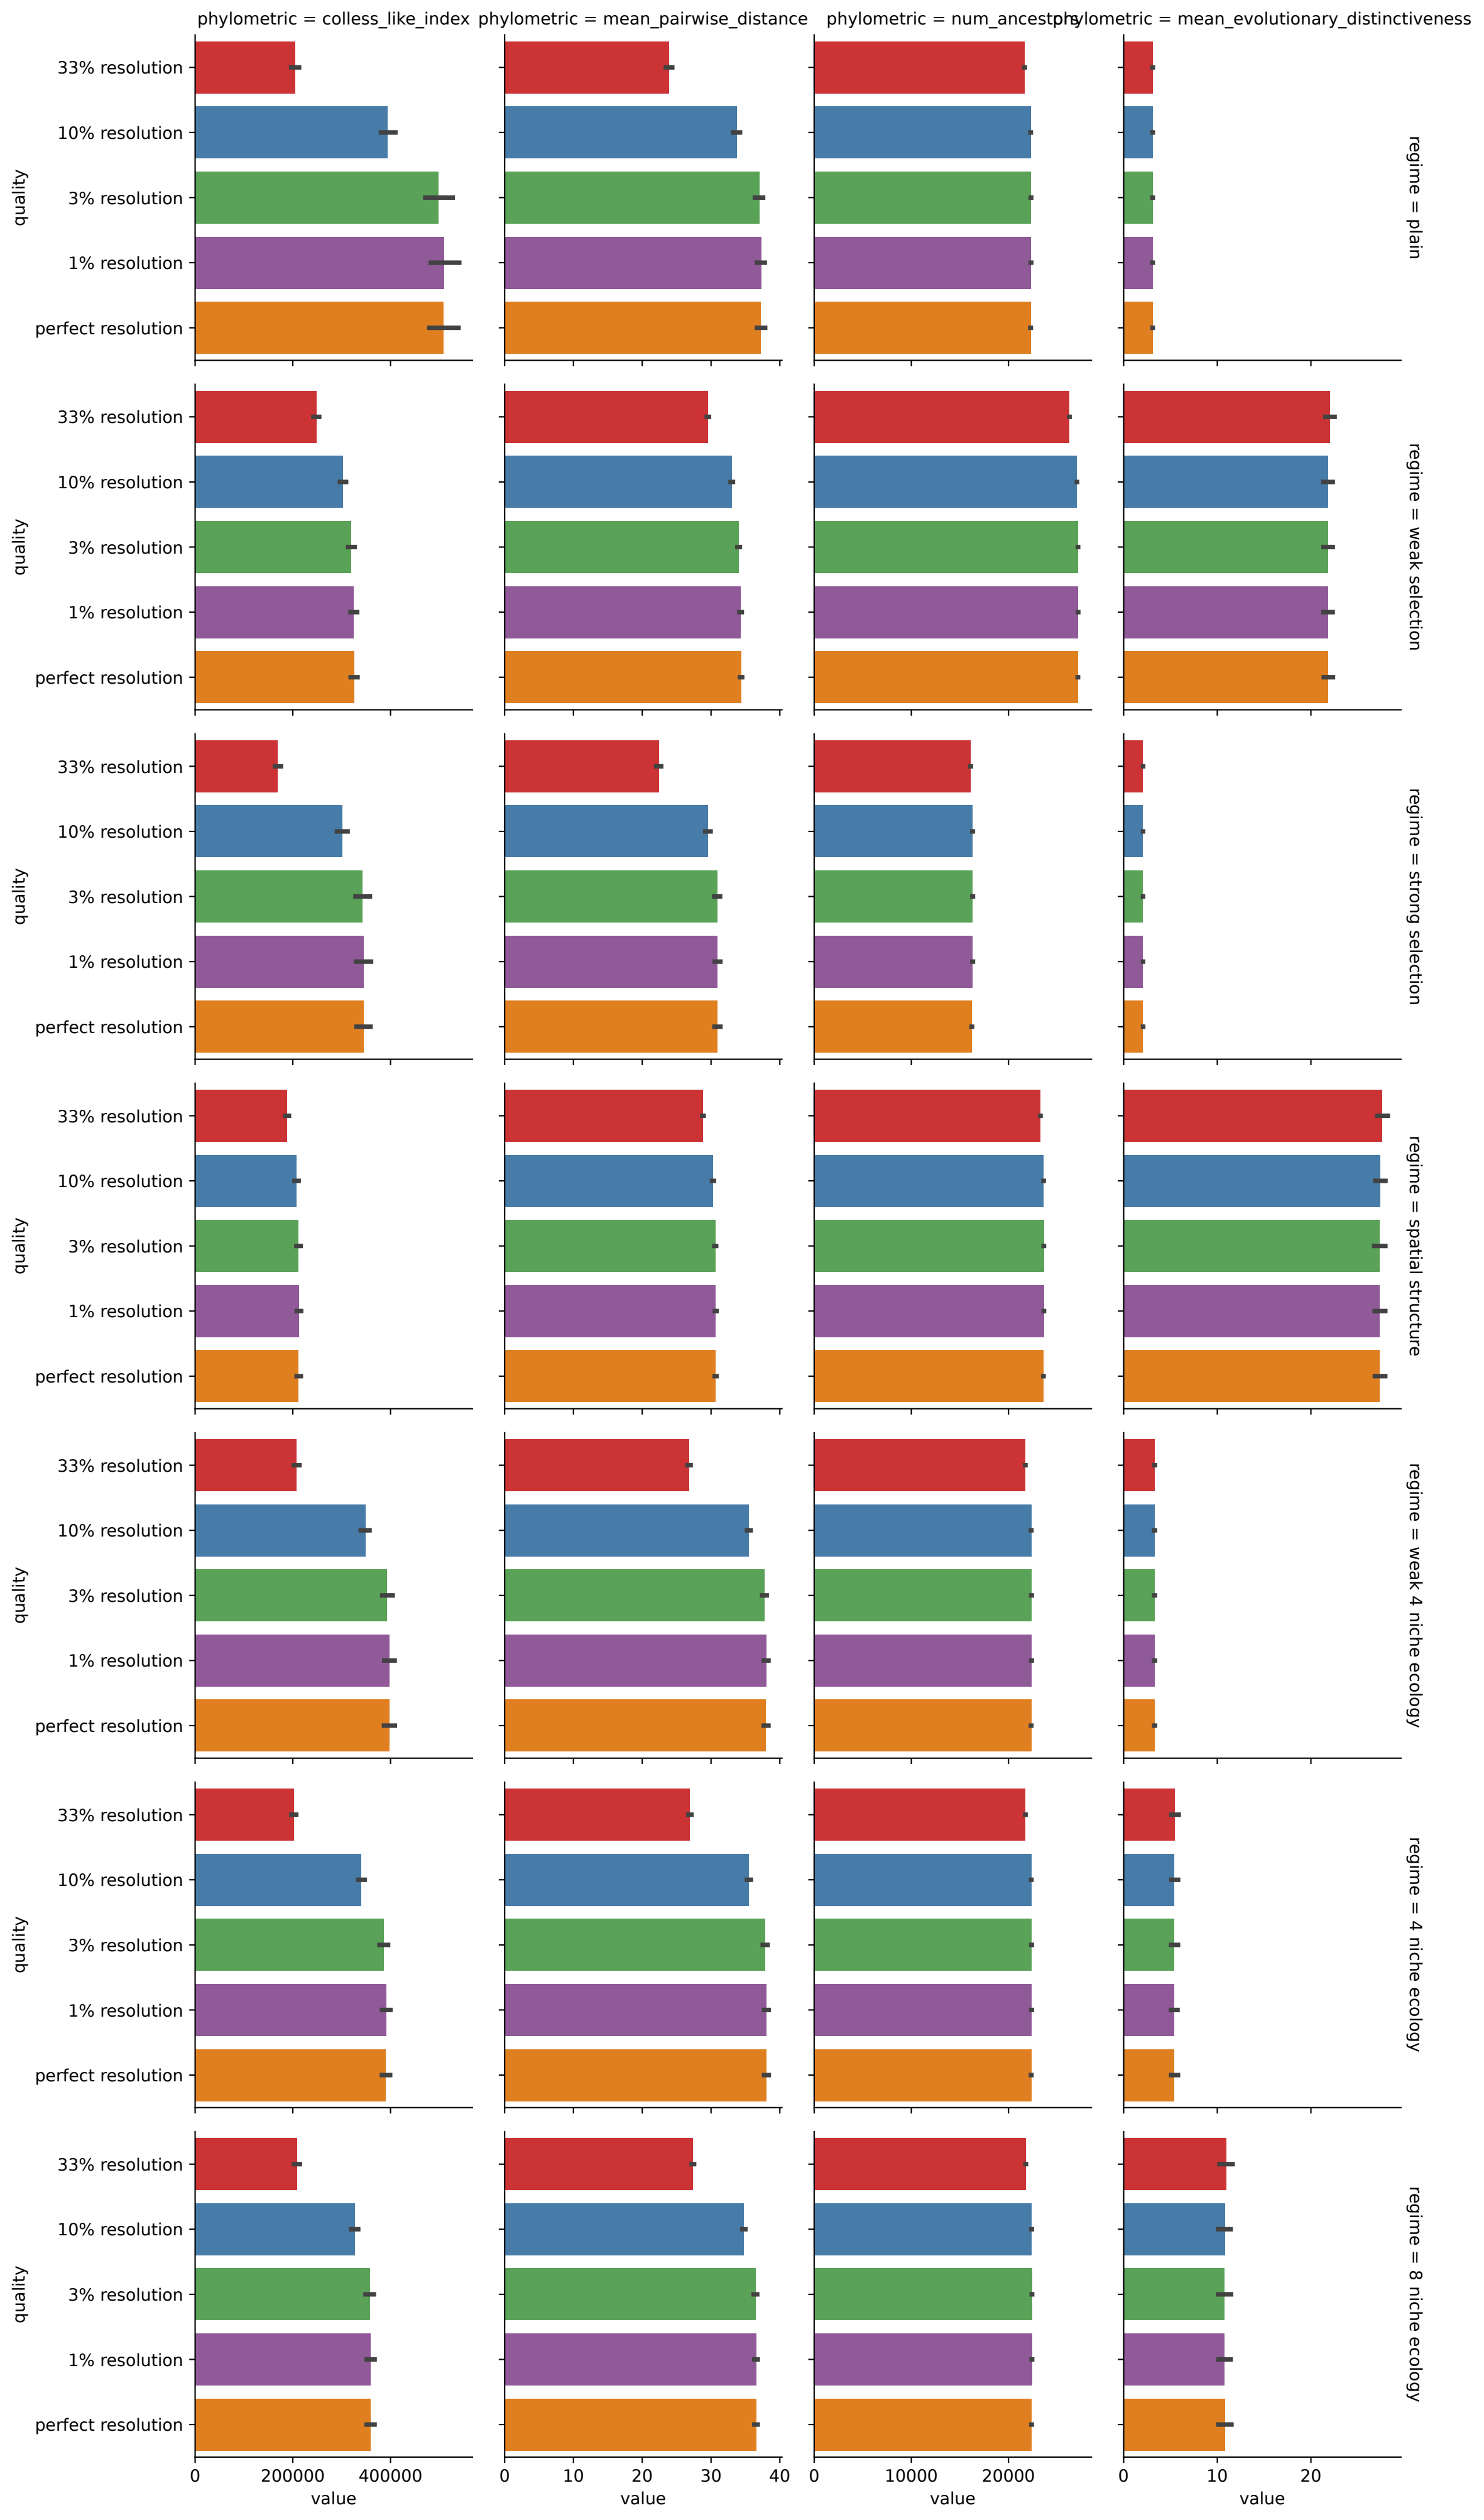 phylometric = colless_like_index
phylometric = mean_pairwise_distance
phylometric = num_ancestors
phylometric = mean_evolutionary_distinctiveness
quality
33% resolution
10% resolution
3% resolution
1% resolution
perfect resolution
regime = plain
quality
33% resolution
10% resolution
3% resolution
1% resolution
perfect resolution
regime = weak selection
quality
33% resolution
10% resolution
3% resolution
1% resolution
perfect resolution
regime = strong selection
quality
33% resolution
10% resolution
3% resolution
1% resolution
perfect resolution
regime = spatial structure
quality
33% resolution
10% resolution
3% resolution
1% resolution
perfect resolution
regime = weak 4 niche ecology
quality
33% resolution
10% resolution
3% resolution
1% resolution
perfect resolution
regime = 4 niche ecology
quality
33% resolution
10% resolution
3% resolution
1% resolution
perfect resolution
regime = 8 niche ecology
0 200000 400000
value
0 10 20 30 40
value
0 10000 20000
value
0 10 20
value